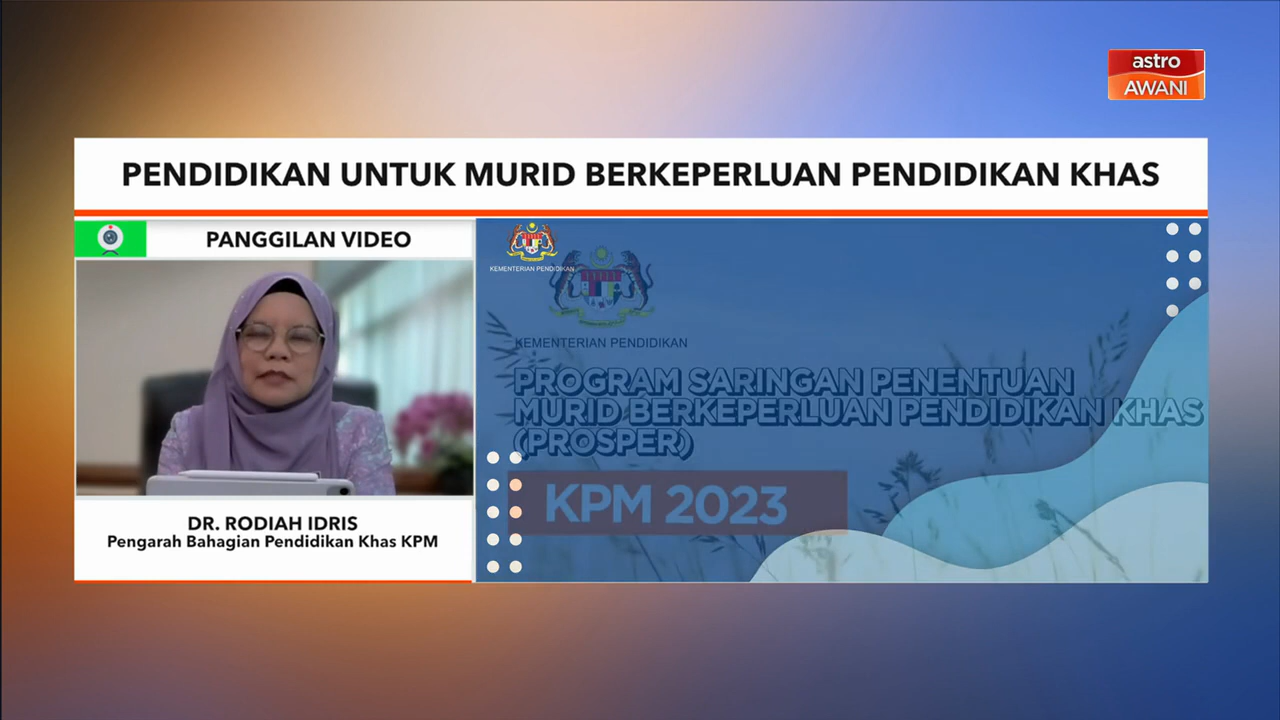 astro
AWANI
PENDIDIKAN UNTUK MURID BERKEPERLUAN PENDIDIKAN KHAS
PANGGILAN VIDEO
DR. RODIAH IDRIS
Pengarah Bahagian Pendidikan Khas KPM
KEMENTERIAN PENDIDIKAN
KEMENTERIAN PENDIDIKAN
PROGRAM SARINGAN PENENTUAN
MURID BERKEPERLUAN PENDIDIKAN KHAS
(PROSPER)
KPM 2023